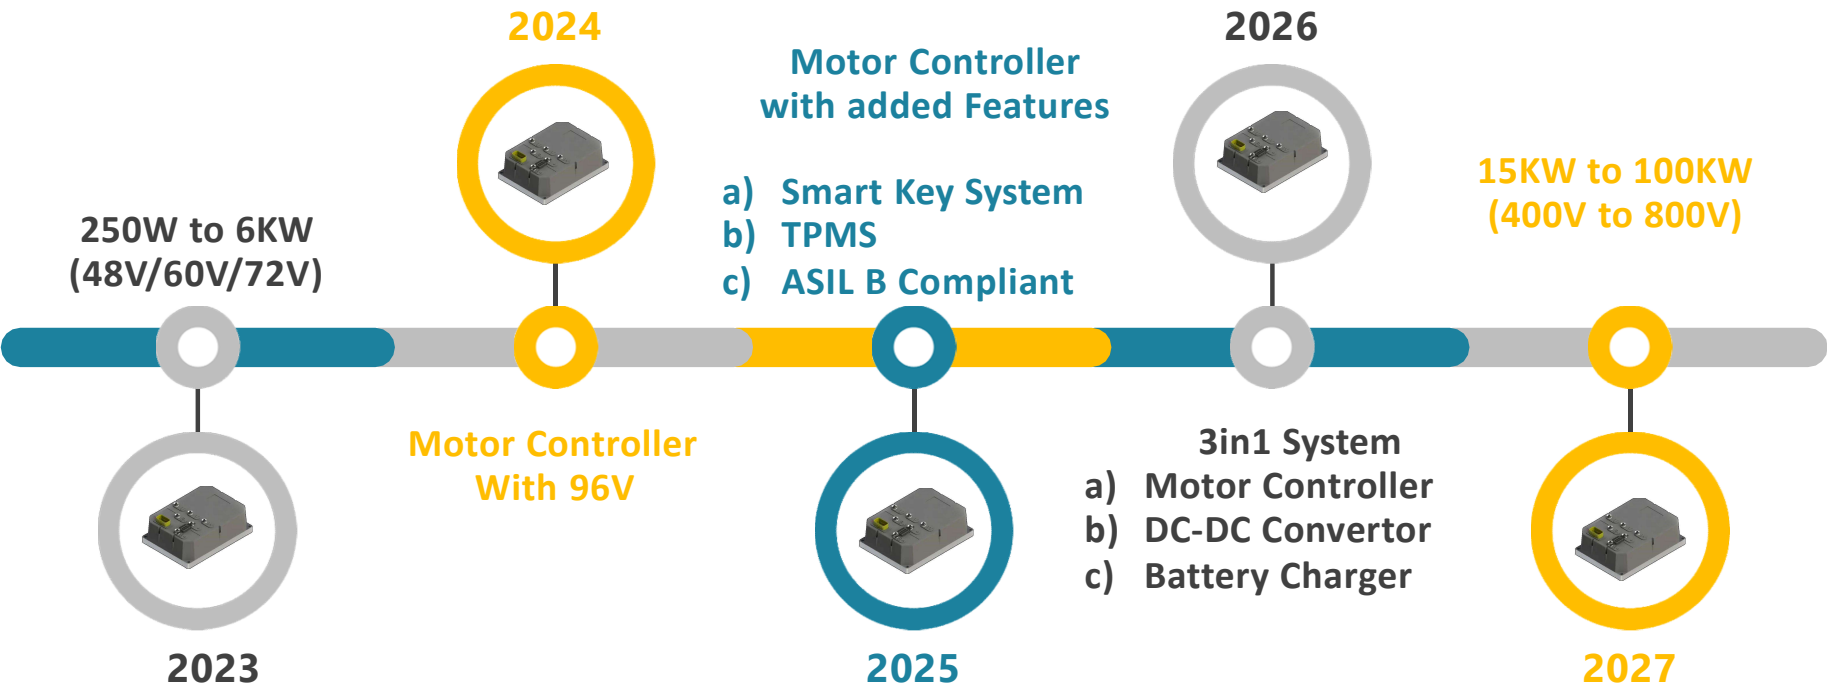 2023
250W to 6KW
(48V/60V/72V)
2024
Motor Controller
With 96V
2025
Motor Controller
with added Features
a) Smart Key System
b) TPMS
c) ASIL B Compliant
2026
3in1 System
a) Motor Controller
b) DC-DC Convertor
c) Battery Charger
2027
15KW to 100KW
(400V to 800V)